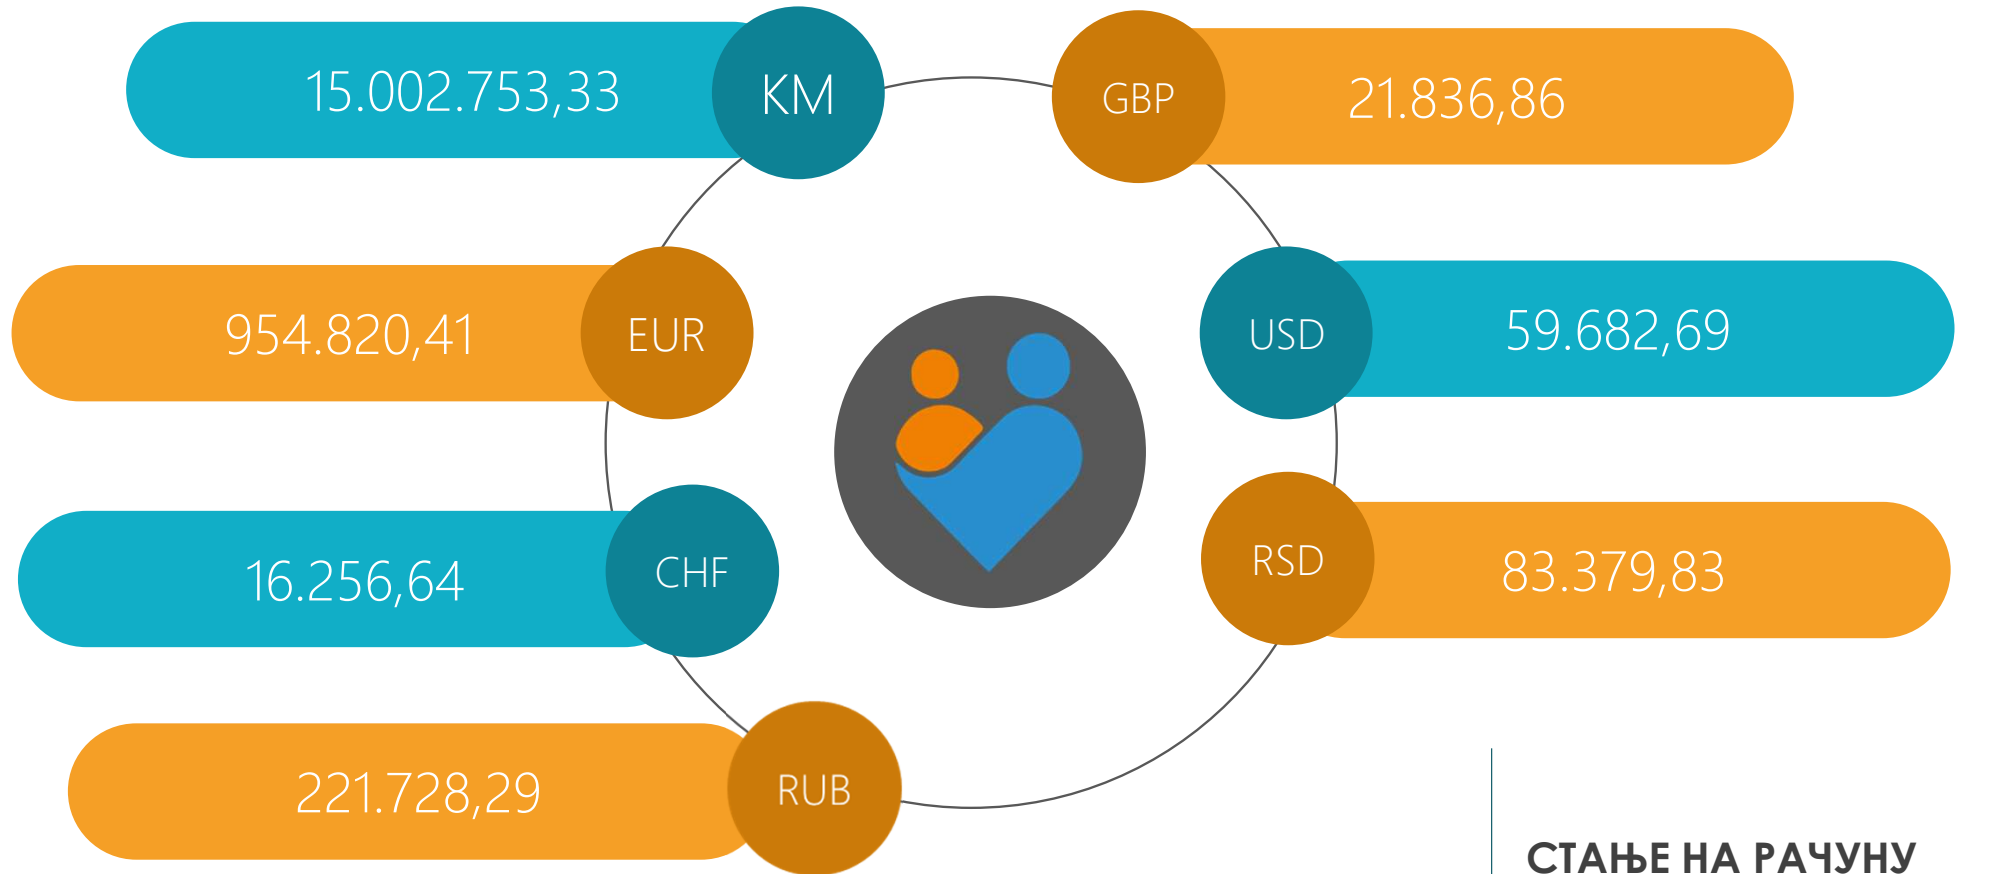 15.002.753,33
KM
GBP
21.836,86
954.820,41
EUR
USD
59.682,69
16.256,64
CHF
RSD
83.379,83
221.728,29
RUB
СТАЊЕ НА РАЧУНУ